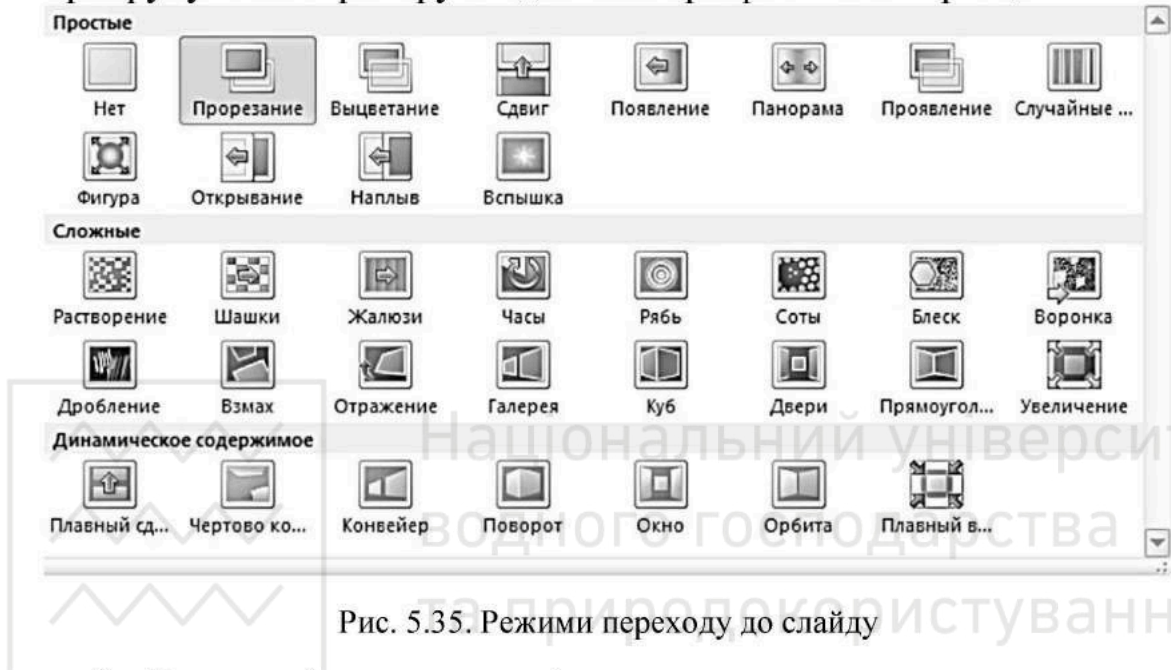 Простые
Нет Прорезание Выцветание Сдвиг Появление Панорама Проявление Случайные ...
Фигура Открывание Наплыв Вспышка
Сложные
Растворение Шашки Жалюзи Часы Рябь Соты Блеск Воронка
Дробление Взмах Отражение Галерея Куб Двери Прямоугол... Увеличение
Динамическое содержимое
Національний універси
Плавный сд... Чертово ко... Конвейер Поворот Окно Орбита Плавный в...
водного господарства
та природокористуванн
Рис. 5.35. Режими переходу до слайду